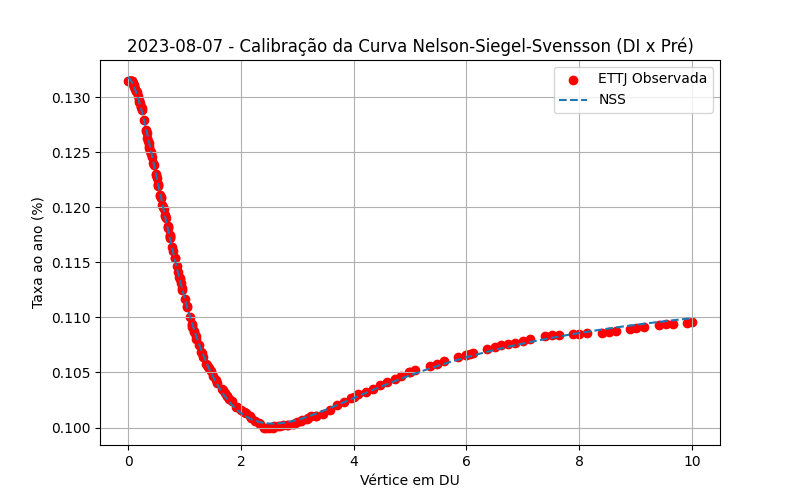 2023-08-07 - Calibração da Curva Nelson-Siegel-Svensson (DI x Pré)
ETTJ Observada
NSS
Taxa ao ano (%)
0.130
0.125
0.120
0.115
0.110
0.105
0.100
0 2 4 6 8 10
Vértice em DU